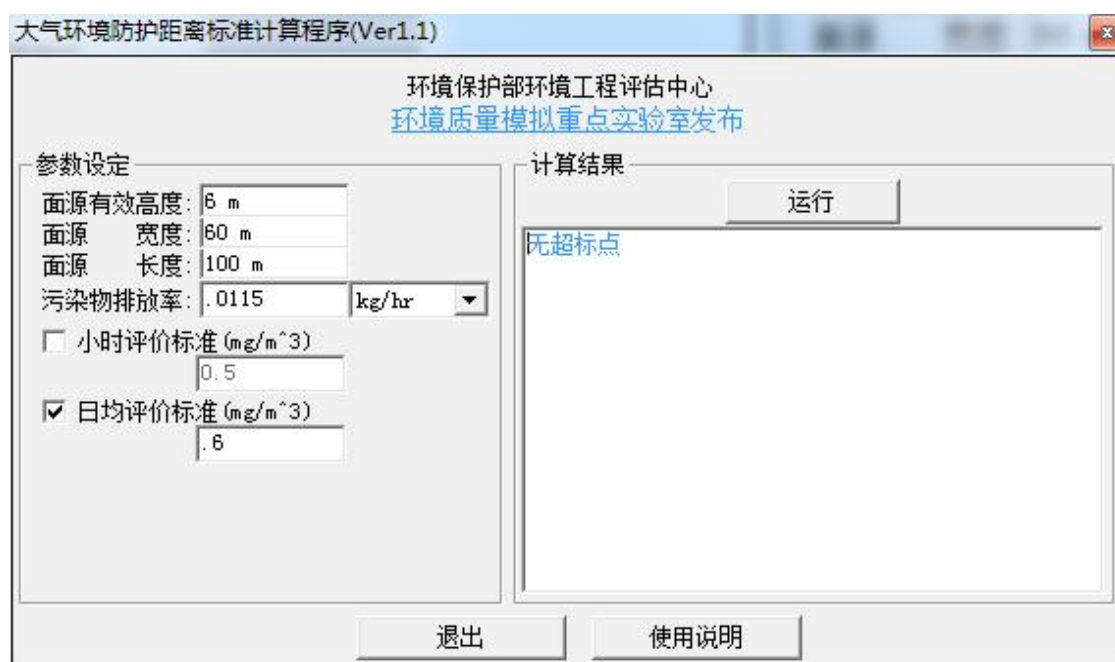 大气环境防护距离标准计算程序(Ver1.1)
环境保护部环境工程评估中心
环境质量模拟重点实验室发布
参数设定
面源有效高度: 6 m
面源 宽度: 60 m
面源 长度: 100 m
污染物排放率: .0115 kg/hr
小时评价标准(mg/m^3)
0.5
日均评价标准(mg/m^3)
.6
计算结果
运行
无超标点
退出
使用说明